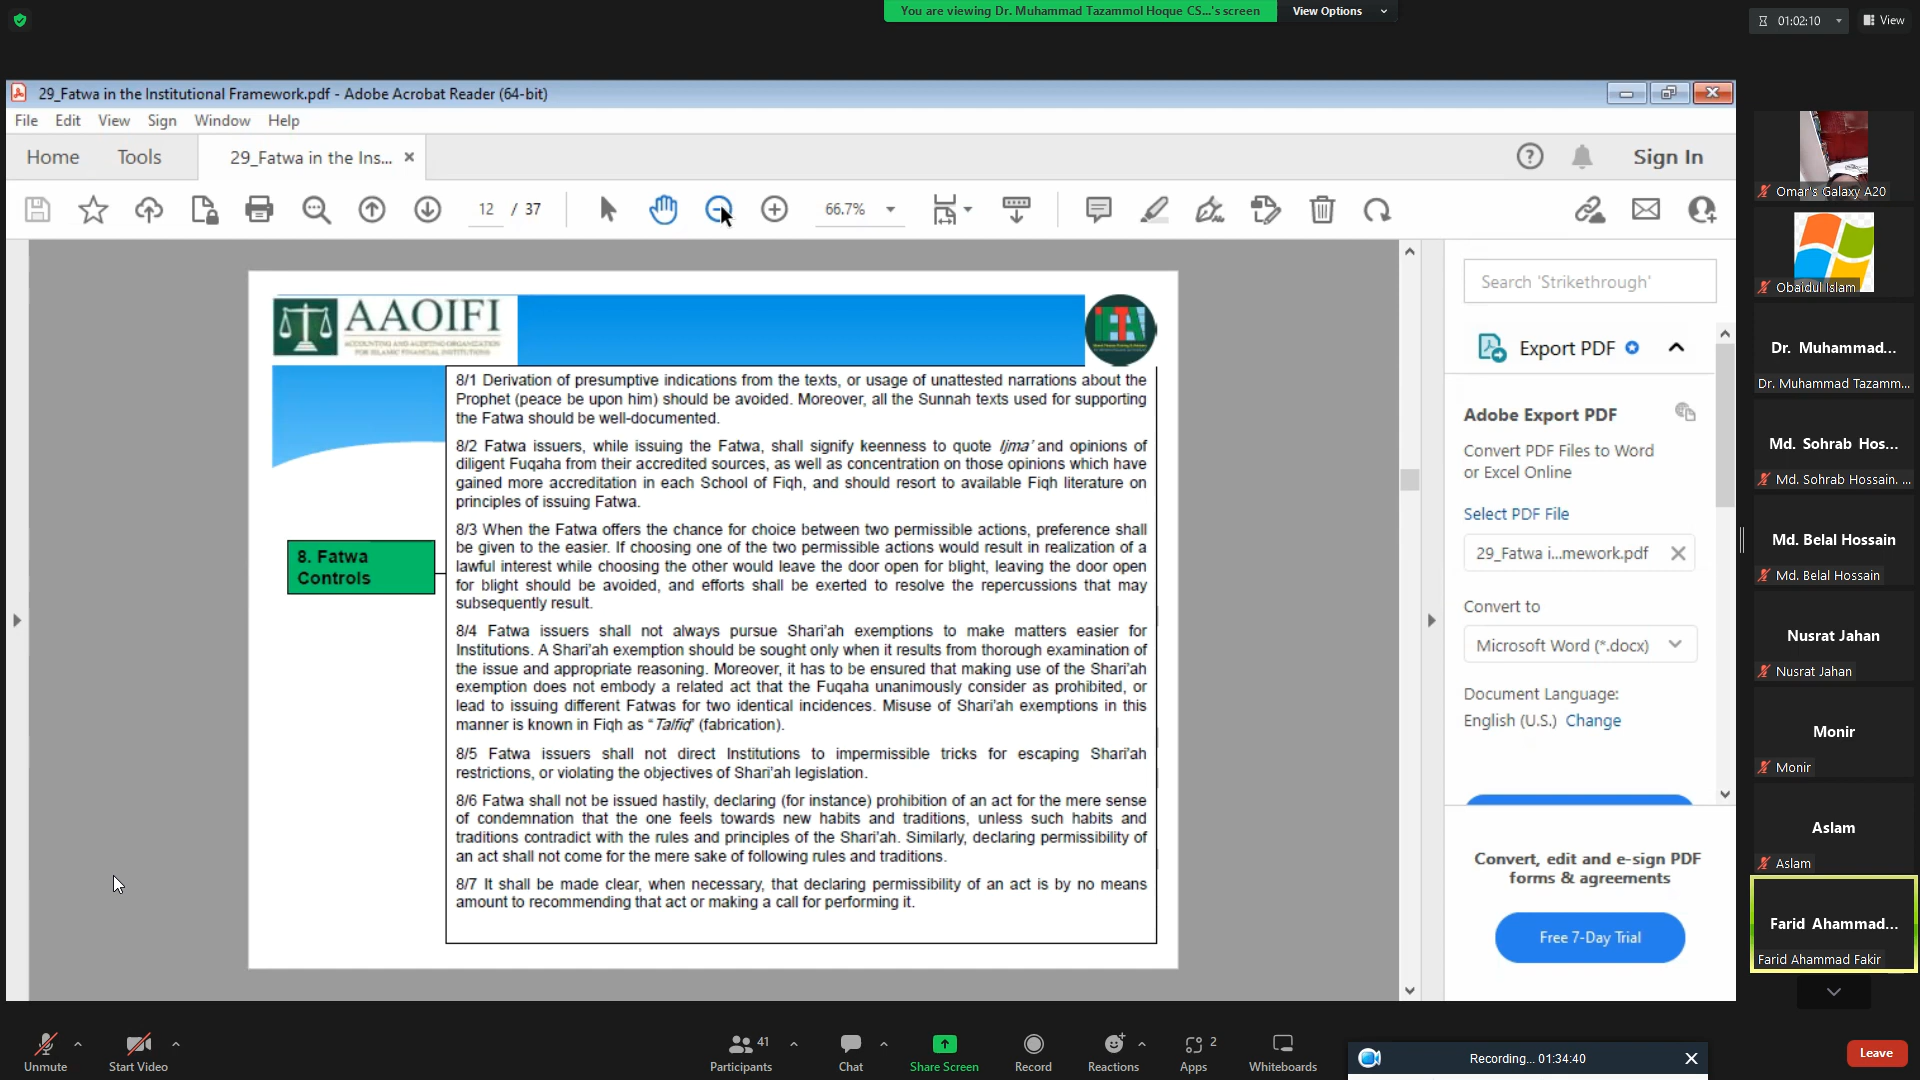 You are viewing Dr. Muhammad Tazammol Hoque CS...'s screen
View Options
01:02:10
View
29_Fatwa in the Institutional Framework.pdf - Adobe Acrobat Reader (64-bit)
File Edit View Sign Window Help
Home Tools 29_Fatwa in the Ins... Sign In
12 / 37 66.7%
AAOIFI
ACCOUNTING AND AUDITING ORGANIZATION
FOR ISLAMIC FINANCIAL INSTITUTIONS
8. Fatwa
Controls
8/1 Derivation of presumptive indications from the texts, or usage of unattested narrations about the
Prophet (peace be upon him) should be avoided. Moreover, all the Sunnah texts used for supporting
the Fatwa should be well-documented.
8/2 Fatwa issuers, while issuing the Fatwa, shall signify keenness to quote Ijma' and opinions of
diligent Fuqaha from their accredited sources, as well as concentration on those opinions which have
gained more accreditation in each School of Fiqh, and should resort to available Fiqh literature on
principles of issuing Fatwa.
8/3 When the Fatwa offers the chance for choice between two permissible actions, preference shall
be given to the easier. If choosing one of the two permissible actions would result in realization of a
lawful interest while choosing the other would leave the door open for blight, leaving the door open
for blight should be avoided, and efforts shall be exerted to resolve the repercussions that may
subsequently result.
8/4 Fatwa issuers shall not always pursue Shari'ah exemptions to make matters easier for
Institutions. A Shari'ah exemption should be sought only when it results from thorough examination of
the issue and appropriate reasoning. Moreover, it has to be ensured that making use of the Shari'ah
exemption does not embody a related act that the Fuqaha unanimously consider as prohibited, or
lead to issuing different Fatwas for two identical incidences. Misuse of Shari'ah exemptions in this
manner is known in Fiqh as "Talfiq" (fabrication).
8/5 Fatwa issuers shall not direct Institutions to impermissible tricks for escaping Shari'ah
restrictions, or violating the objectives of Shari'ah legislation.
8/6 Fatwa shall not be issued hastily, declaring (for instance) prohibition of an act for the mere sense
of condemnation that the one feels towards new habits and traditions, unless such habits and
traditions contradict with the rules and principles of the Shari'ah. Similarly, declaring permissibility of
an act shall not come for the mere sake of following rules and traditions.
8/7 It shall be made clear, when necessary, that declaring permissibility of an act is by no means
amount to recommending that act or making a call for performing it.
Search 'Strikethrough'
Export PDF
Adobe Export PDF
Convert PDF Files to Word
or Excel Online
Select PDF File
29_Fatwa i...mework.pdf
Convert to
Microsoft Word (*.docx)
Document Language:
English (U.S.) Change
Convert, edit and e-sign PDF
forms & agreements
Free 7-Day Trial
Omar's Galaxy A20
Obaidul Islam
Dr. Muhammad...
Dr. Muhammad Tazamm...
Md. Sohrab Hos...
Md. Sohrab Hossain. ...
Md. Belal Hossain
Md. Belal Hossain
Nusrat Jahan
Nusrat Jahan
Monir
Monir
Aslam
Aslam
Farid Ahammad...
Farid Ahammad Fakir
Unmute
Start Video
41
Participants
Chat
Share Screen
Record
Reactions
2
Apps
Whiteboards
Recording... 01:34:40
Leave